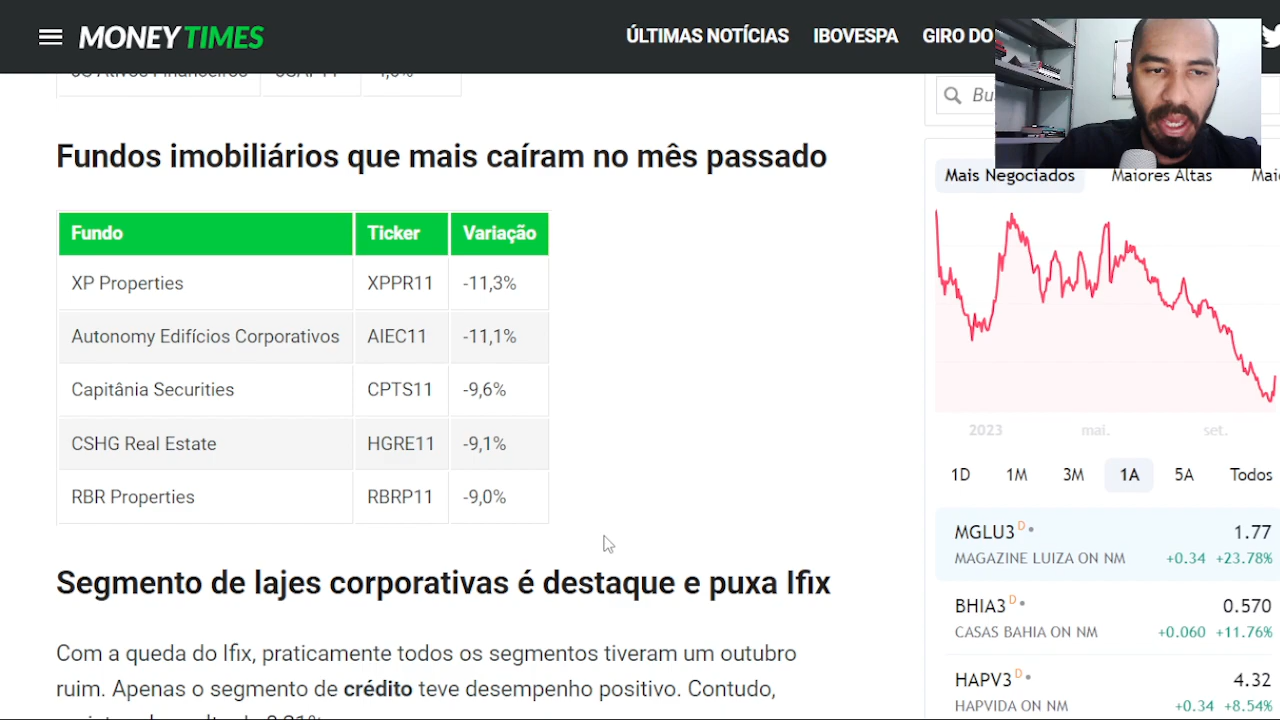 MONEY TIMES
ÚLTIMAS NOTÍCIAS IBOVESPA GIRO DO
Fundos imobiliários que mais caíram no mês passado
Fundo Ticker Variação
XP Properties XPPR11 -11,3%
Autonomy Edifícios Corporativos AIEC11 -11,1%
Capitânia Securities CPTS11 -9,6%
CSHG Real Estate HGRE11 -9,1%
RBR Properties RBRP11 -9,0%
Segmento de lajes corporativas é destaque e puxa Ifix
Com a queda do Ifix, praticamente todos os segmentos tiveram um outubro
ruim. Apenas o segmento de crédito teve desempenho positivo. Contudo,
Mais Negociados Maiores Altas
2023 mai. set.
1D 1M 3M 1A 5A Todos
MGLU3 D 1.77
MAGAZINE LUIZA ON NM +0.34 +23.78%
BHIA3 D 0.570
CASAS BAHIA ON NM +0.060 +11.76%
HAPV3 D 4.32
HAPVIDA ON NM +0.34 +8.54%